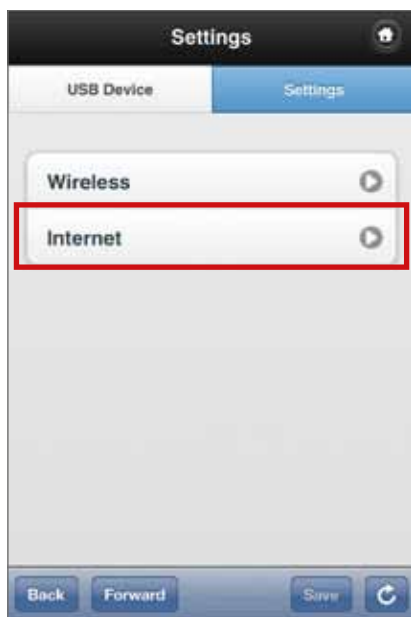 Settings
USB Device Settings
Wireless
Internet
Back Forward Save